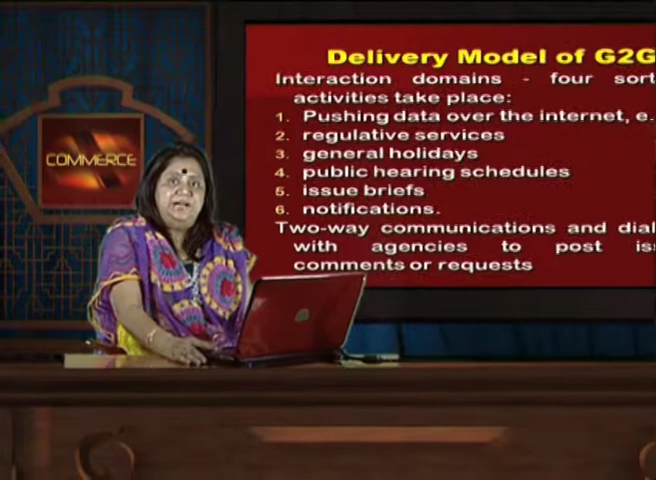 COMMERCE
Delivery Model of G2G
Interaction domains - four sort
activities take place:
1. Pushing data over the internet, e.
2. regulative services
3. general holidays
4. public hearing schedules
5. issue briefs
6. notifications.
Two-way communications and dial
with agencies to post is
comments or requests